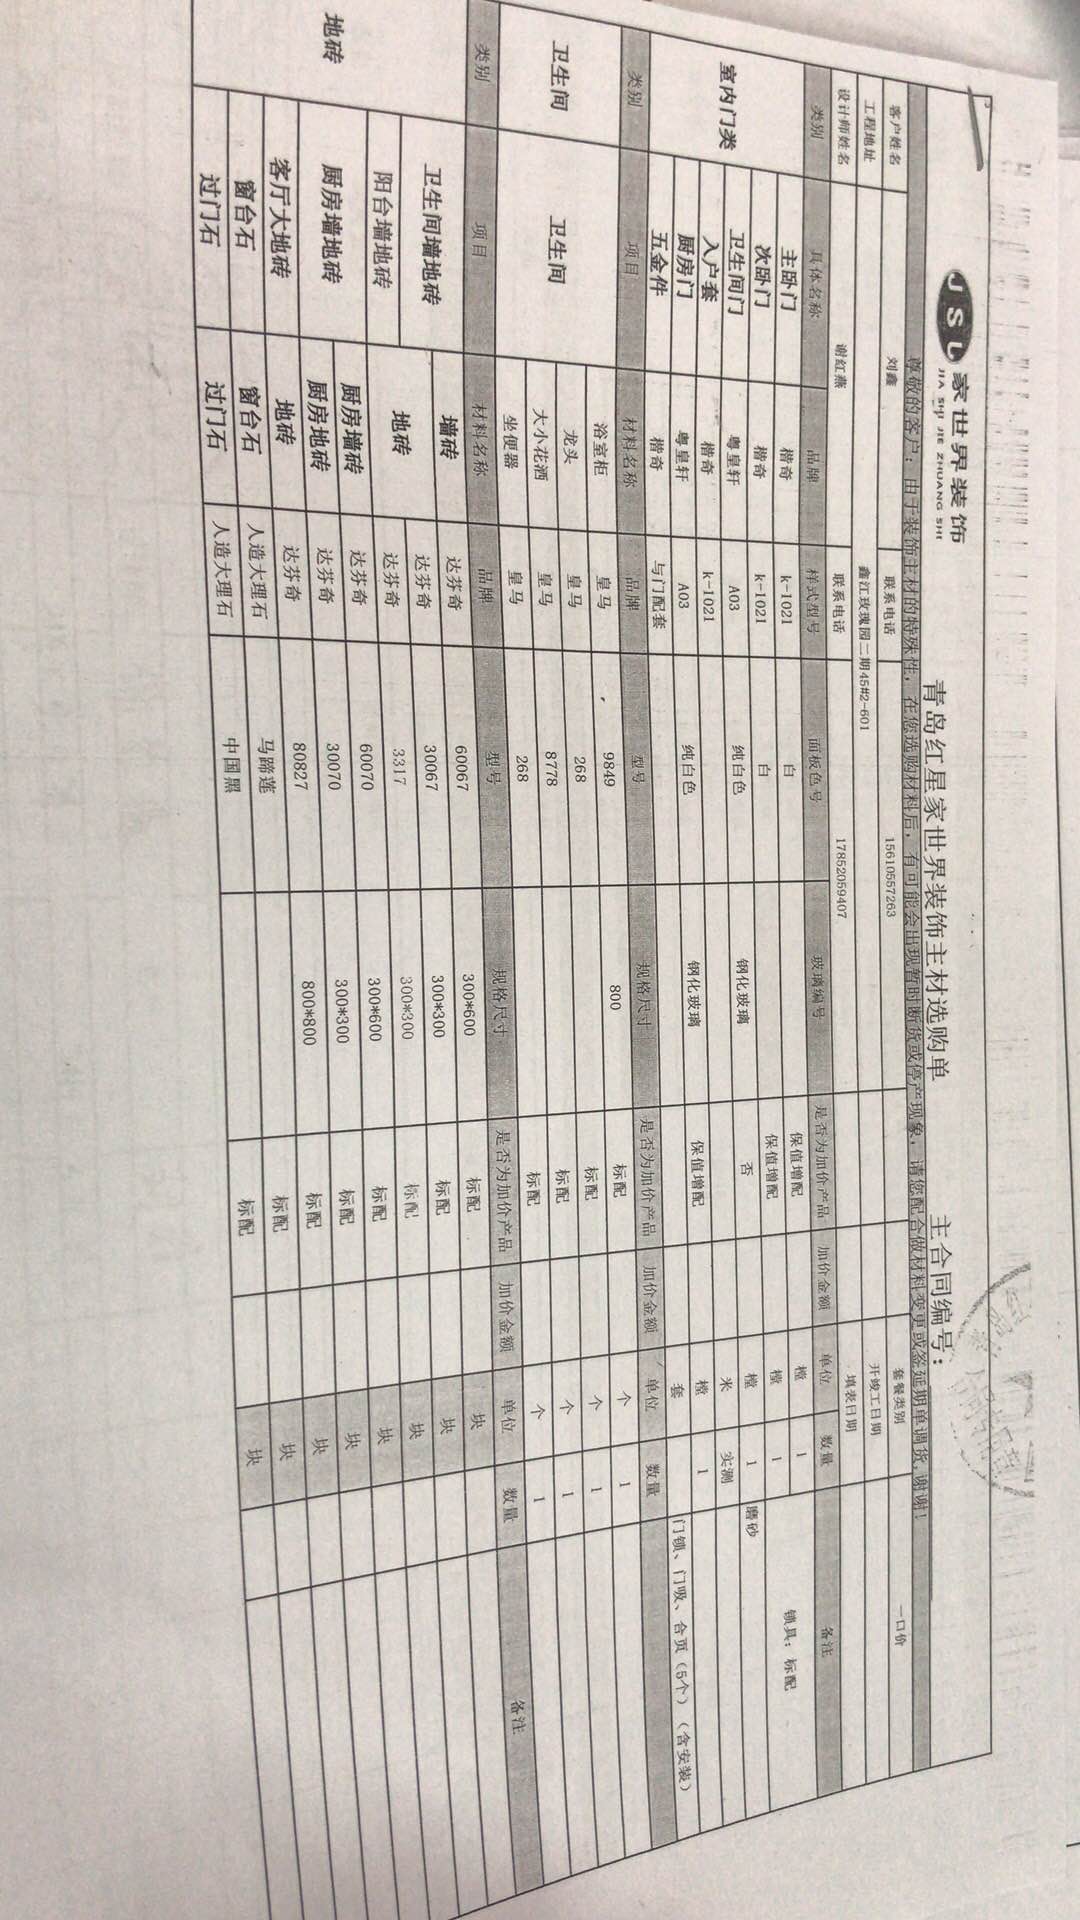 JSJ 家世界装饰
JIA SHI JIE ZHUANG SHI
青岛红星家世界装饰主材选购单 主合同编号：
尊敬的客户：由于装饰主材的特殊性，在您选购材料后，有可能会出现暂时断货或停产现象，请您配合做材料变更或签延期单调货，谢谢！
客户姓名 刘鑫 联系电话 15610557263 套餐类别 一口价
工程地址 鑫江玫瑰园二期45#2-601 开竣工日期
设计师姓名 谢红燕 联系电话 17852059407 填表日期
类别 具体名称 品牌 样式型号 面板色号 玻璃编号 是否为加价产品 加价金额 单位 数量 备注
室内门类
主卧门 楷奇 k-1021 白 保值增配 樘 1 锁具：标配
次卧门 楷奇 k-1021 白 保值增配 樘 1
卫生间门 粤皇轩 A03 纯白色 钢化玻璃 否 樘 1 磨砂
入户套 楷奇 k-1021 米 实测
厨房门 粤皇轩 A03 纯白色 钢化玻璃 保值增配 樘 1
五金件 楷奇 与门配套 套 门锁、门吸、合页（5个）（含安装）
类别 项目 材料名称 品牌 型号 规格尺寸 是否为加价产品 加价金额 单位 数量
卫生间 卫生间
浴室柜 皇马 9849 800 标配 个 1
龙头 皇马 268 标配 个 1
大小花洒 皇马 8778 标配 个 1
坐便器 皇马 268 标配 个 1
类别 项目 材料名称 品牌 型号 规格尺寸 是否为加价产品 加价金额 单位 数量 备注
地砖
卫生间墙地砖 墙砖 达芬奇 60067 300*600 标配 块
地砖 达芬奇 30067 300*300 标配 块
阳台墙地砖 达芬奇 3317 300*300 标配 块
厨房墙地砖 厨房墙砖 达芬奇 60070 300*600 标配 块
厨房地砖 达芬奇 30070 300*300 标配 块
客厅大地砖 地砖 达芬奇 80827 800*800 标配 块
窗台石 窗台石 人造大理石 马蹄莲 标配 块
过门石 过门石 人造大理石 中国黑 标配 块